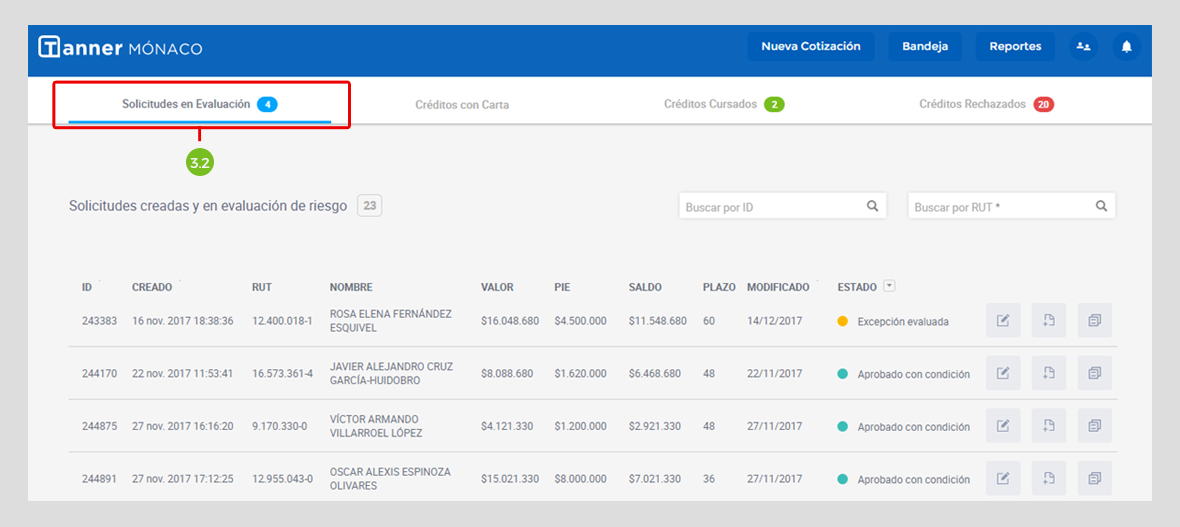 Tanner MÓNACO
Nueva Cotización Bandeja Reportes
Solicitudes en Evaluación 4 Créditos con Carta Créditos Cursados 2 Créditos Rechazados 20
3.2
Solicitudes creadas y en evaluación de riesgo 23 Buscar por ID Buscar por RUT *
ID CREADO RUT NOMBRE VALOR PIE SALDO PLAZO MODIFICADO ESTADO
243383 16 nov. 2017 18:38:36 12.400.018-1 ROSA ELENA FERNÁNDEZ ESQUIVEL $16.048.680 $4.500.000 $11.548.680 60 14/12/2017 Excepción evaluada
244170 22 nov. 2017 11:53:41 16.573.361-4 JAVIER ALEJANDRO CRUZ GARCÍA-HUIDOBRO $8.088.680 $1.620.000 $6.468.680 48 22/11/2017 Aprobado con condición
244875 27 nov. 2017 16:16:20 9.170.330-0 VÍCTOR ARMANDO VILLARROEL LÓPEZ $4.121.330 $1.200.000 $2.921.330 48 27/11/2017 Aprobado con condición
244891 27 nov. 2017 17:12:25 12.955.043-0 OSCAR ALEXIS ESPINOZA OLIVARES $15.021.330 $8.000.000 $7.021.330 36 27/11/2017 Aprobado con condición